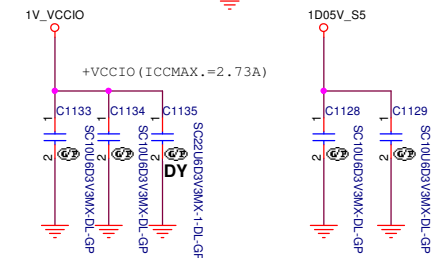 1V_VCCIO
+VCCIO(ICCMAX.=2.73A)
1
C1133
2
G/P
SC10U6D3V3MX-DL-GP
1
C1134
2
G/P
SC10U6D3V3MX-DL-GP
1
C1135
2
G/P
DY
SC22U6D3V3MX-1-DL-GP
1D05V_S5
1
C1128
2
G/P
SC10U6D3V3MX-DL-GP
1
C1129
2
G/P
SC10U6D3V3MX-DL-GP